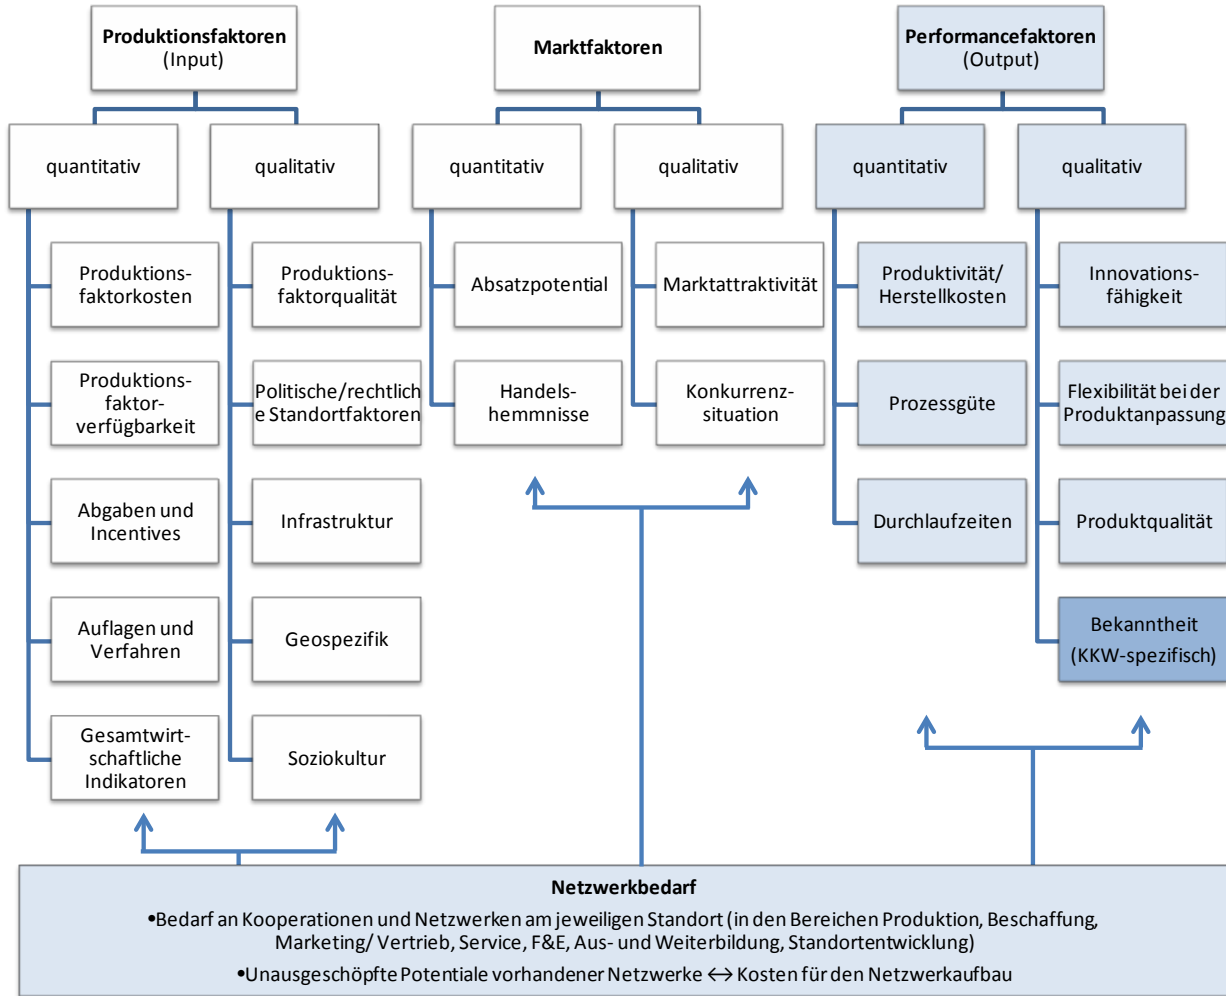 Produktionsfaktoren
(Input)
Marktfaktoren
Performancefaktoren
(Output)
quantitativ
qualitativ
quantitativ
qualitativ
quantitativ
qualitativ
Produktions-
faktorkosten
Produktions-
faktorqualität
Absatzpotential
Marktattraktivität
Produktivität/
Herstellkosten
Innovations-
fähigkeit
Produktions-
faktor-
verfügbarkeit
Politische/rechtlich
e Standortfaktoren
Handels-
hemmnisse
Konkurrenz-
situation
Prozessgüte
Flexibilität bei der
Produktanpassung
Abgaben und
Incentives
Infrastruktur
Durchlaufzeiten
Produktqualität
Auflagen und
Verfahren
Geospezifik
Bekanntheit
(KKW-spezifisch)
Gesamtwirt-
schaftliche
Indikatoren
Soziokultur
Netzwerkbedarf
•Bedarf an Kooperationen und Netzwerken am jeweiligen Standort (in den Bereichen Produktion, Beschaffung,
Marketing/ Vertrieb, Service, F&E, Aus- und Weiterbildung, Standortentwicklung)
•Unausgeschöpfte Potentiale vorhandener Netzwerke ↔ Kosten für den Netzwerkaufbau